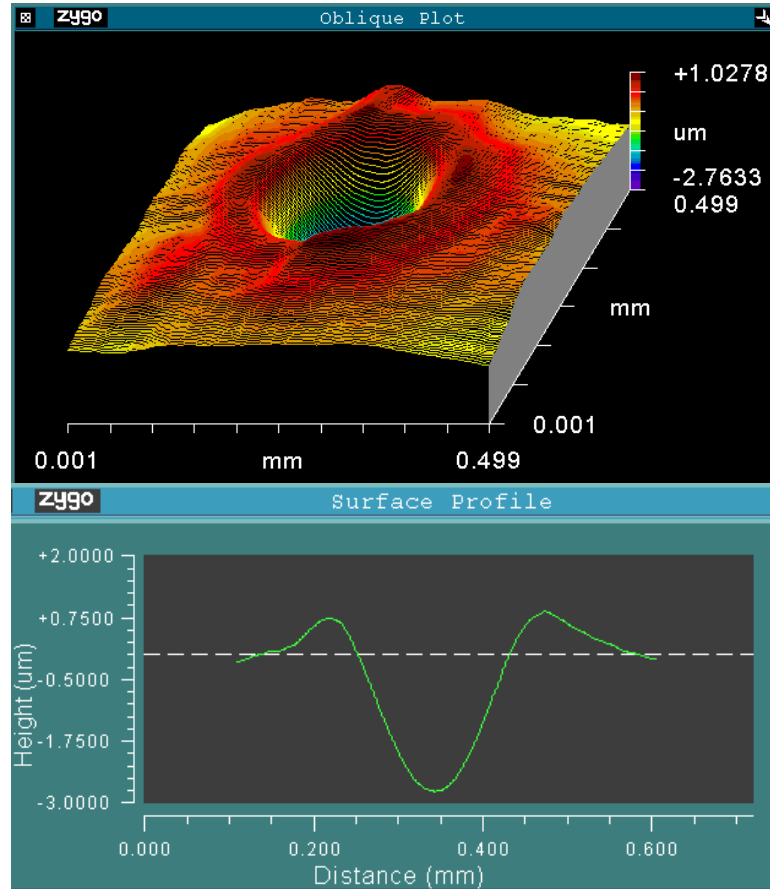 zygo Oblique Plot
+1.0278
um
-2.7633
0.499
mm
0.001
0.001 mm 0.499
zygo Surface Profile
+2.0000
+0.7500
-0.5000
-1.7500
-3.0000
Height (um)
0.000 0.200 0.400 0.600
Distance (mm)